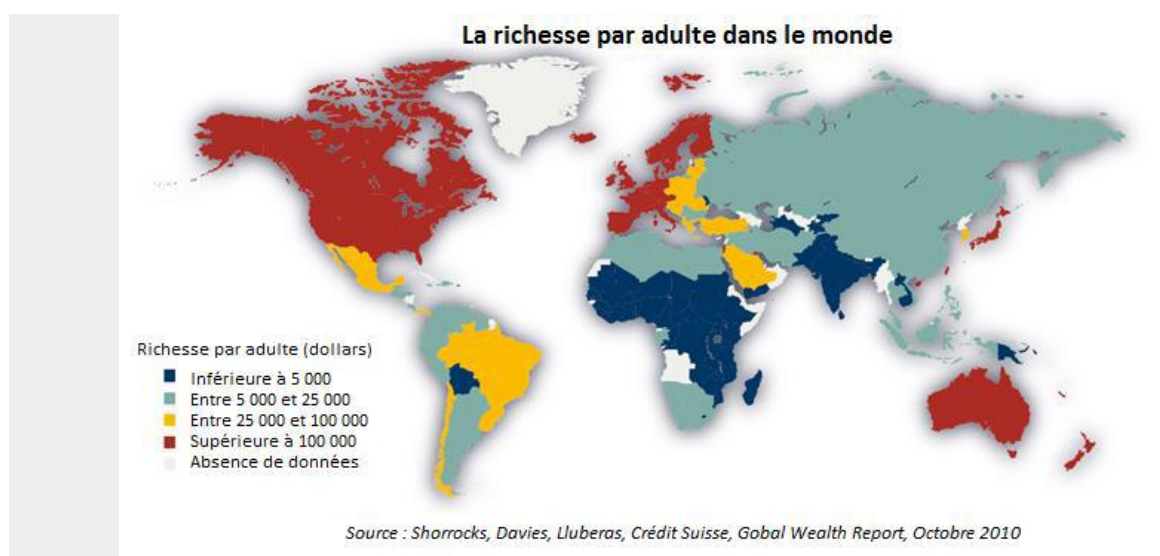 La richesse par adulte dans le monde
Richesse par adulte (dollars)
Inférieure à 5 000
Entre 5 000 et 25 000
Entre 25 000 et 100 000
Supérieure à 100 000
Absence de données
Source : Shorrocks, Davies, Lluberas, Crédit Suisse, Gobal Wealth Report, Octobre 2010